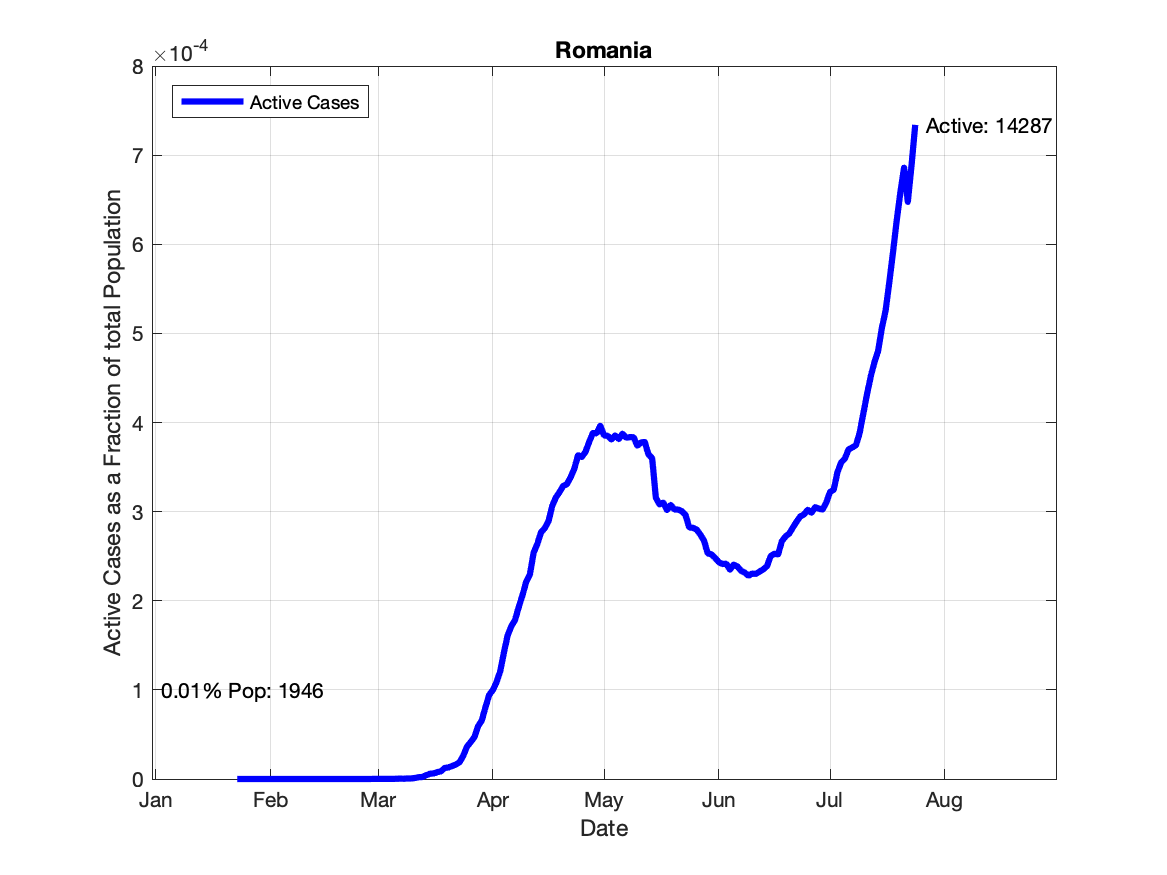 Romania
×10-4
8
Active Cases
Active: 14287
7
6
5
4
3
2
1
0.01% Pop: 1946
0
Active Cases as a Fraction of total Population
Jan Feb Mar Apr May Jun Jul Aug
Date